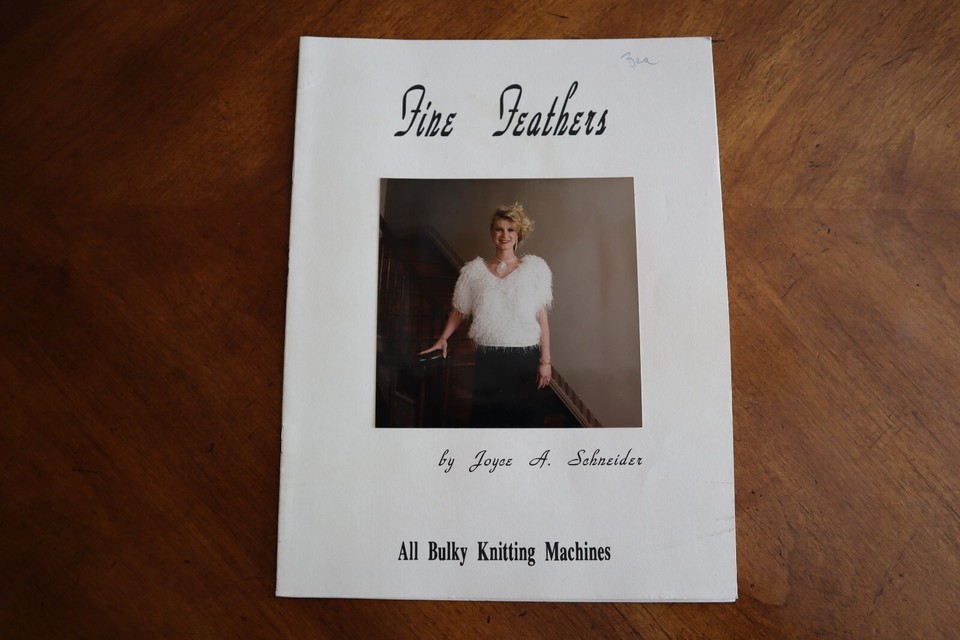 Fine Feathers
by Joyce A. Schneider
All Bulky Knitting Machines